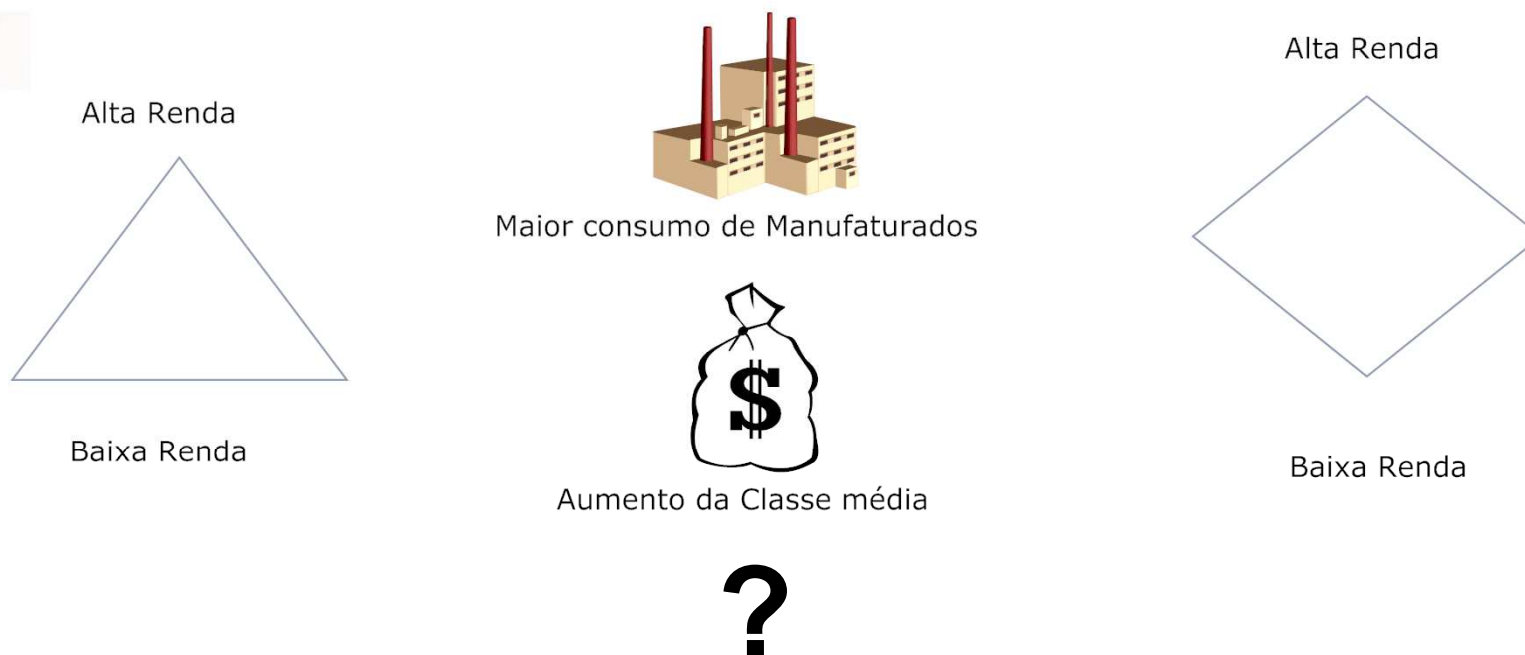 Alta Renda
Baixa Renda
Maior consumo de Manufaturados
$
Aumento da Classe média
?
Alta Renda
Baixa Renda